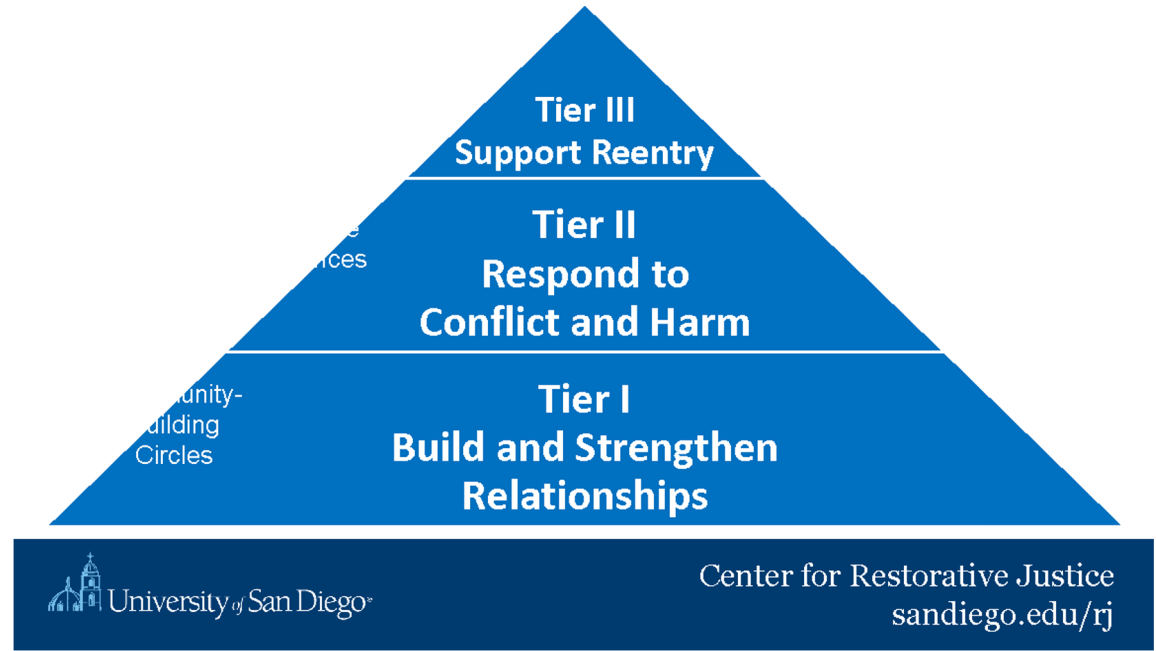 Tier III
Support Reentry
Tier II
Respond to
Conflict and Harm
Tier I
Build and Strengthen
Relationships
Circles
University of San Diego
Center for Restorative Justice
sandiego.edu/rj